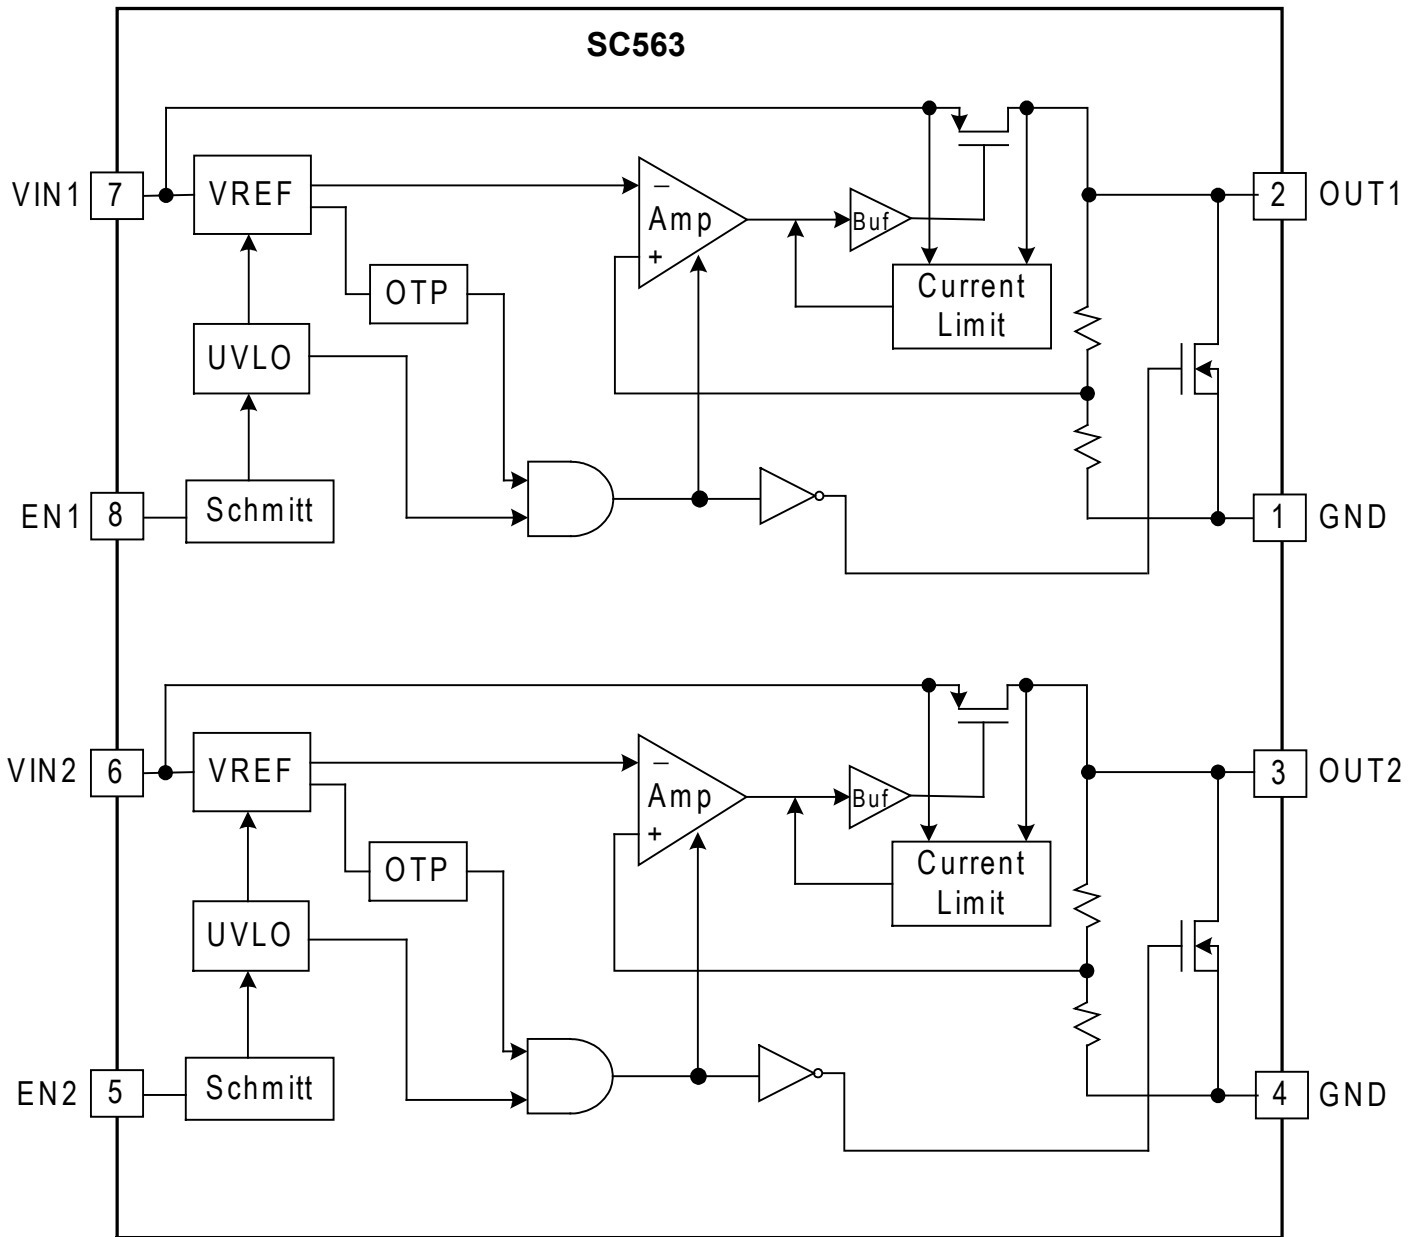 SC563
VIN1 7 VREF
− Amp +
Buf
2 OUT1
OTP
Current
Limit
UVLO
EN1 8 Schmitt
1 GND
VIN2 6 VREF
− Amp +
Buf
3 OUT2
OTP
Current
Limit
UVLO
EN2 5 Schmitt
4 GND